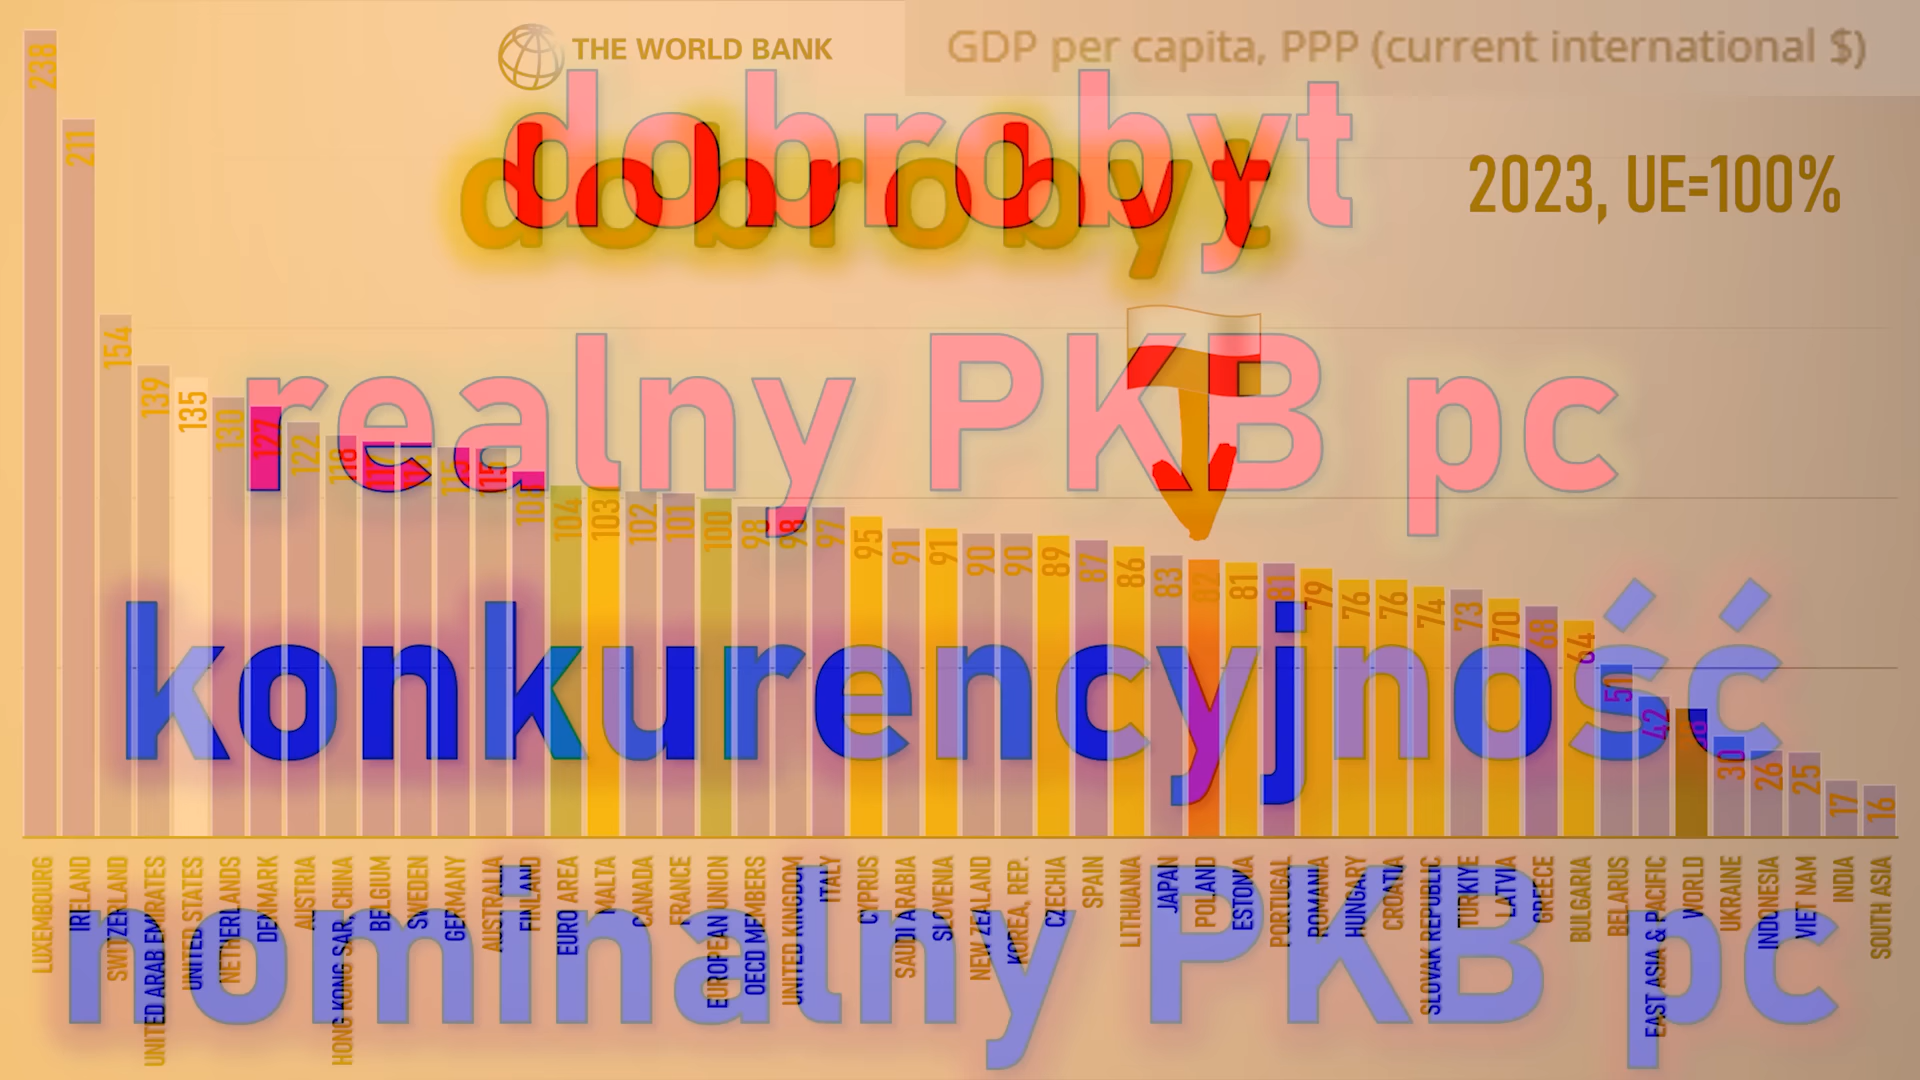 THE WORLD BANK
GDP per capita, PPP (current international $)
dobrobyt
dobrobyt
2023, UE=100%
realny PKB pc
konkurencyjność
nominalny PKB pc
238
211
154
139
135
130
127
122
118
115
104
103
102
101
100
98
98
97
95
91
91
90
90
89
87
86
83
82
81
81
79
76
76
74
73
70
68
64
50
42
30
26
25
17
16
LUXEMBOURG
IRELAND
SWITZERLAND
UNITED ARAB EMIRATES
UNITED STATES
NETHERLANDS
DENMARK
AUSTRIA
HONG KONG SAR, CHINA
BELGIUM
SWEDEN
GERMANY
AUSTRALIA
FINLAND
EURO AREA
MALTA
CANADA
FRANCE
EUROPEAN UNION
OECD MEMBERS
UNITED KINGDOM
ITALY
CYPRUS
SAUDI ARABIA
SLOVENIA
NEW ZEALAND
KOREA, REP.
CZECHIA
SPAIN
LITHUANIA
JAPAN
POLAND
ESTONIA
PORTUGAL
ROMANIA
HUNGARY
CROATIA
SLOVAK REPUBLIC
TURKIYE
LATVIA
GREECE
BULGARIA
BELARUS
EAST ASIA & PACIFIC
WORLD
UKRAINE
INDONESIA
VIET NAM
INDIA
SOUTH ASIA